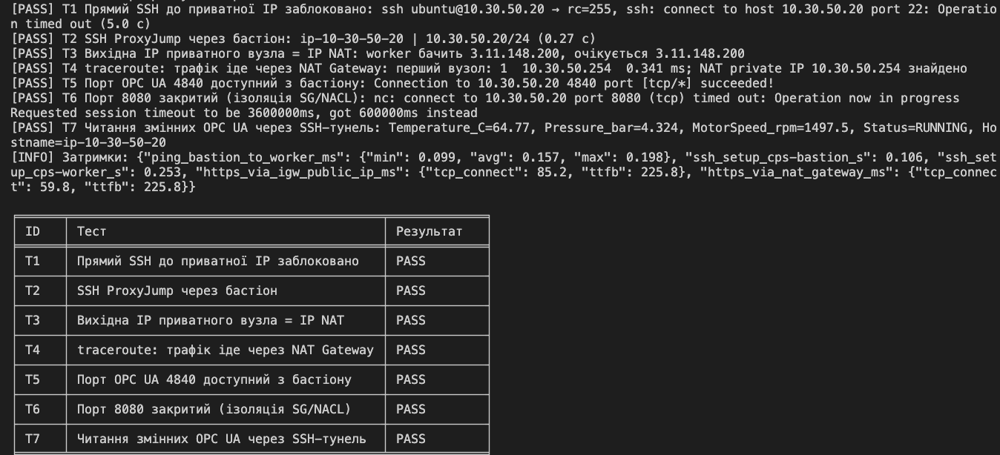 [PASS] T1 Прямий SSH до приватної IP заблоковано: ssh ubuntu@10.30.50.20 → rc=255, ssh: connect to host 10.30.50.20 port 22: Operatio
n timed out (5.0 с)
[PASS] T2 SSH ProxyJump через бастіон: ip-10-30-50-20 | 10.30.50.20/24 (0.27 с)
[PASS] T3 Вихідна IP приватного вузла = IP NAT: worker бачить 3.11.148.200, очікується 3.11.148.200
[PASS] T4 traceroute: трафік іде через NAT Gateway: перший вузол: 1  10.30.50.254  0.341 ms; NAT private IP 10.30.50.254 знайдено
[PASS] T5 Порт OPC UA 4840 доступний з бастіону: Connection to 10.30.50.20 4840 port [tcp/*] succeeded!
[PASS] T6 Порт 8080 закритий (ізоляція SG/NACL): nc: connect to 10.30.50.20 port 8080 (tcp) timed out: Operation now in progress
Requested session timeout to be 3600000ms, got 600000ms instead
[PASS] T7 Читання змінних OPC UA через SSH-тунель: Temperature_C=64.77, Pressure_bar=4.324, MotorSpeed_rpm=1497.5, Status=RUNNING, Ho
stname=ip-10-30-50-20
[INFO] Затримки: {"ping_bastion_to_worker_ms": {"min": 0.099, "avg": 0.157, "max": 0.198}, "ssh_setup_cps-bastion_s": 0.106, "ssh_set
up_cps-worker_s": 0.253, "https_via_igw_public_ip_ms": {"tcp_connect": 85.2, "ttfb": 225.8}, "https_via_nat_gateway_ms": {"tcp_connec
t": 59.8, "ttfb": 225.8}}
ID Тест Результат
T1 Прямий SSH до приватної IP заблоковано PASS
T2 SSH ProxyJump через бастіон PASS
T3 Вихідна IP приватного вузла = IP NAT PASS
T4 traceroute: трафік іде через NAT Gateway PASS
T5 Порт OPC UA 4840 доступний з бастіону PASS
T6 Порт 8080 закритий (ізоляція SG/NACL) PASS
T7 Читання змінних OPC UA через SSH-тунель PASS